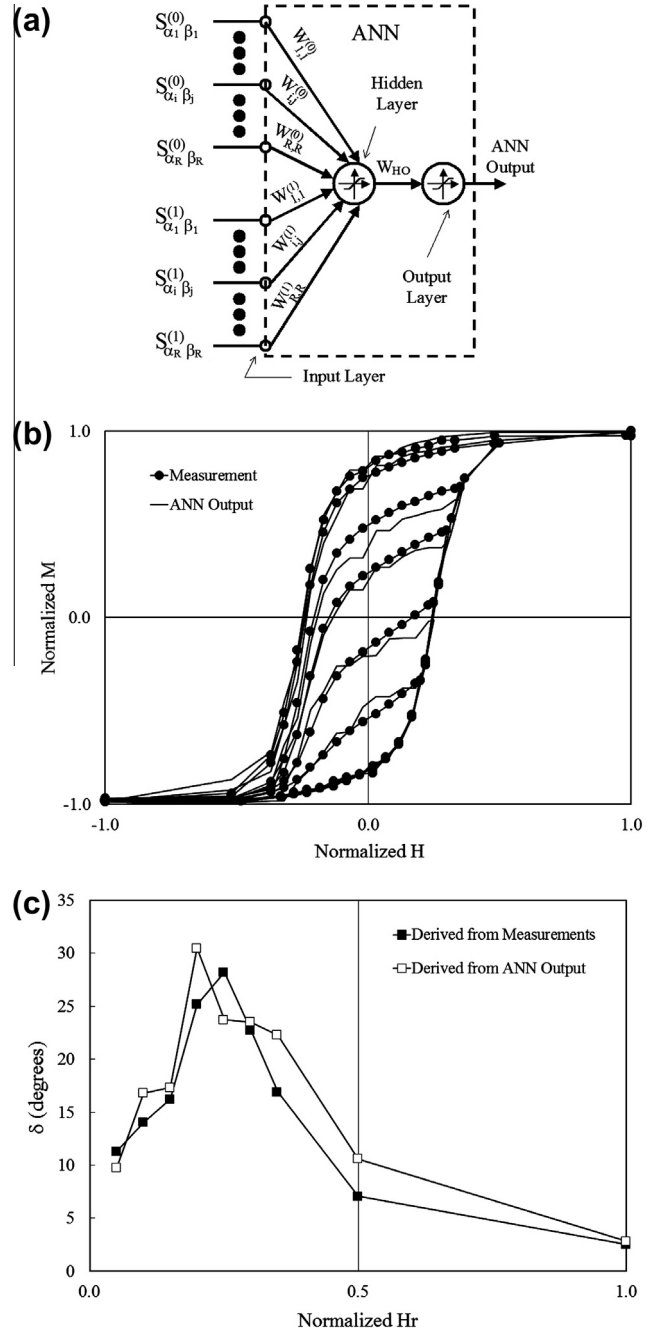 (a)
ANN
S(0)α1 β1
S(0)αi βj
S(0)αR βR
S(1)α1 β1
S(1)αi βj
S(1)αR βR
W(0)1,1
W(0)i,j
W(0)R,R
W(1)1,1
W(1)i,j
W(1)R,R
Hidden
Layer
WHO
ANN
Output
Output
Layer
Input Layer
(b)
1.0
0.0
-1.0
Normalized M
Measurement
ANN Output
-1.0 0.0 1.0
Normalized H
(c)
35
30
25
20
15
10
5
0
δ (degrees)
Derived from Measurements
Derived from ANN Output
0.0 0.5 1.0
Normalized Hr